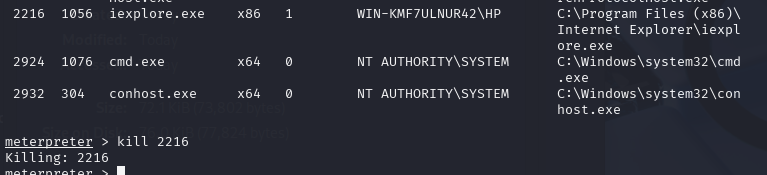 2216 1056 iexplore.exe x86 1 WIN-KMF7ULNUR42\HP C:\Program Files (x86)\
Internet Explorer\iexpl
ore.exe
2924 1076 cmd.exe x64 0 NT AUTHORITY\SYSTEM C:\Windows\system32\cmd
.exe
2932 304 conhost.exe x64 0 NT AUTHORITY\SYSTEM C:\Windows\system32\con
host.exe
meterpreter > kill 2216
Killing: 2216
meterpreter >